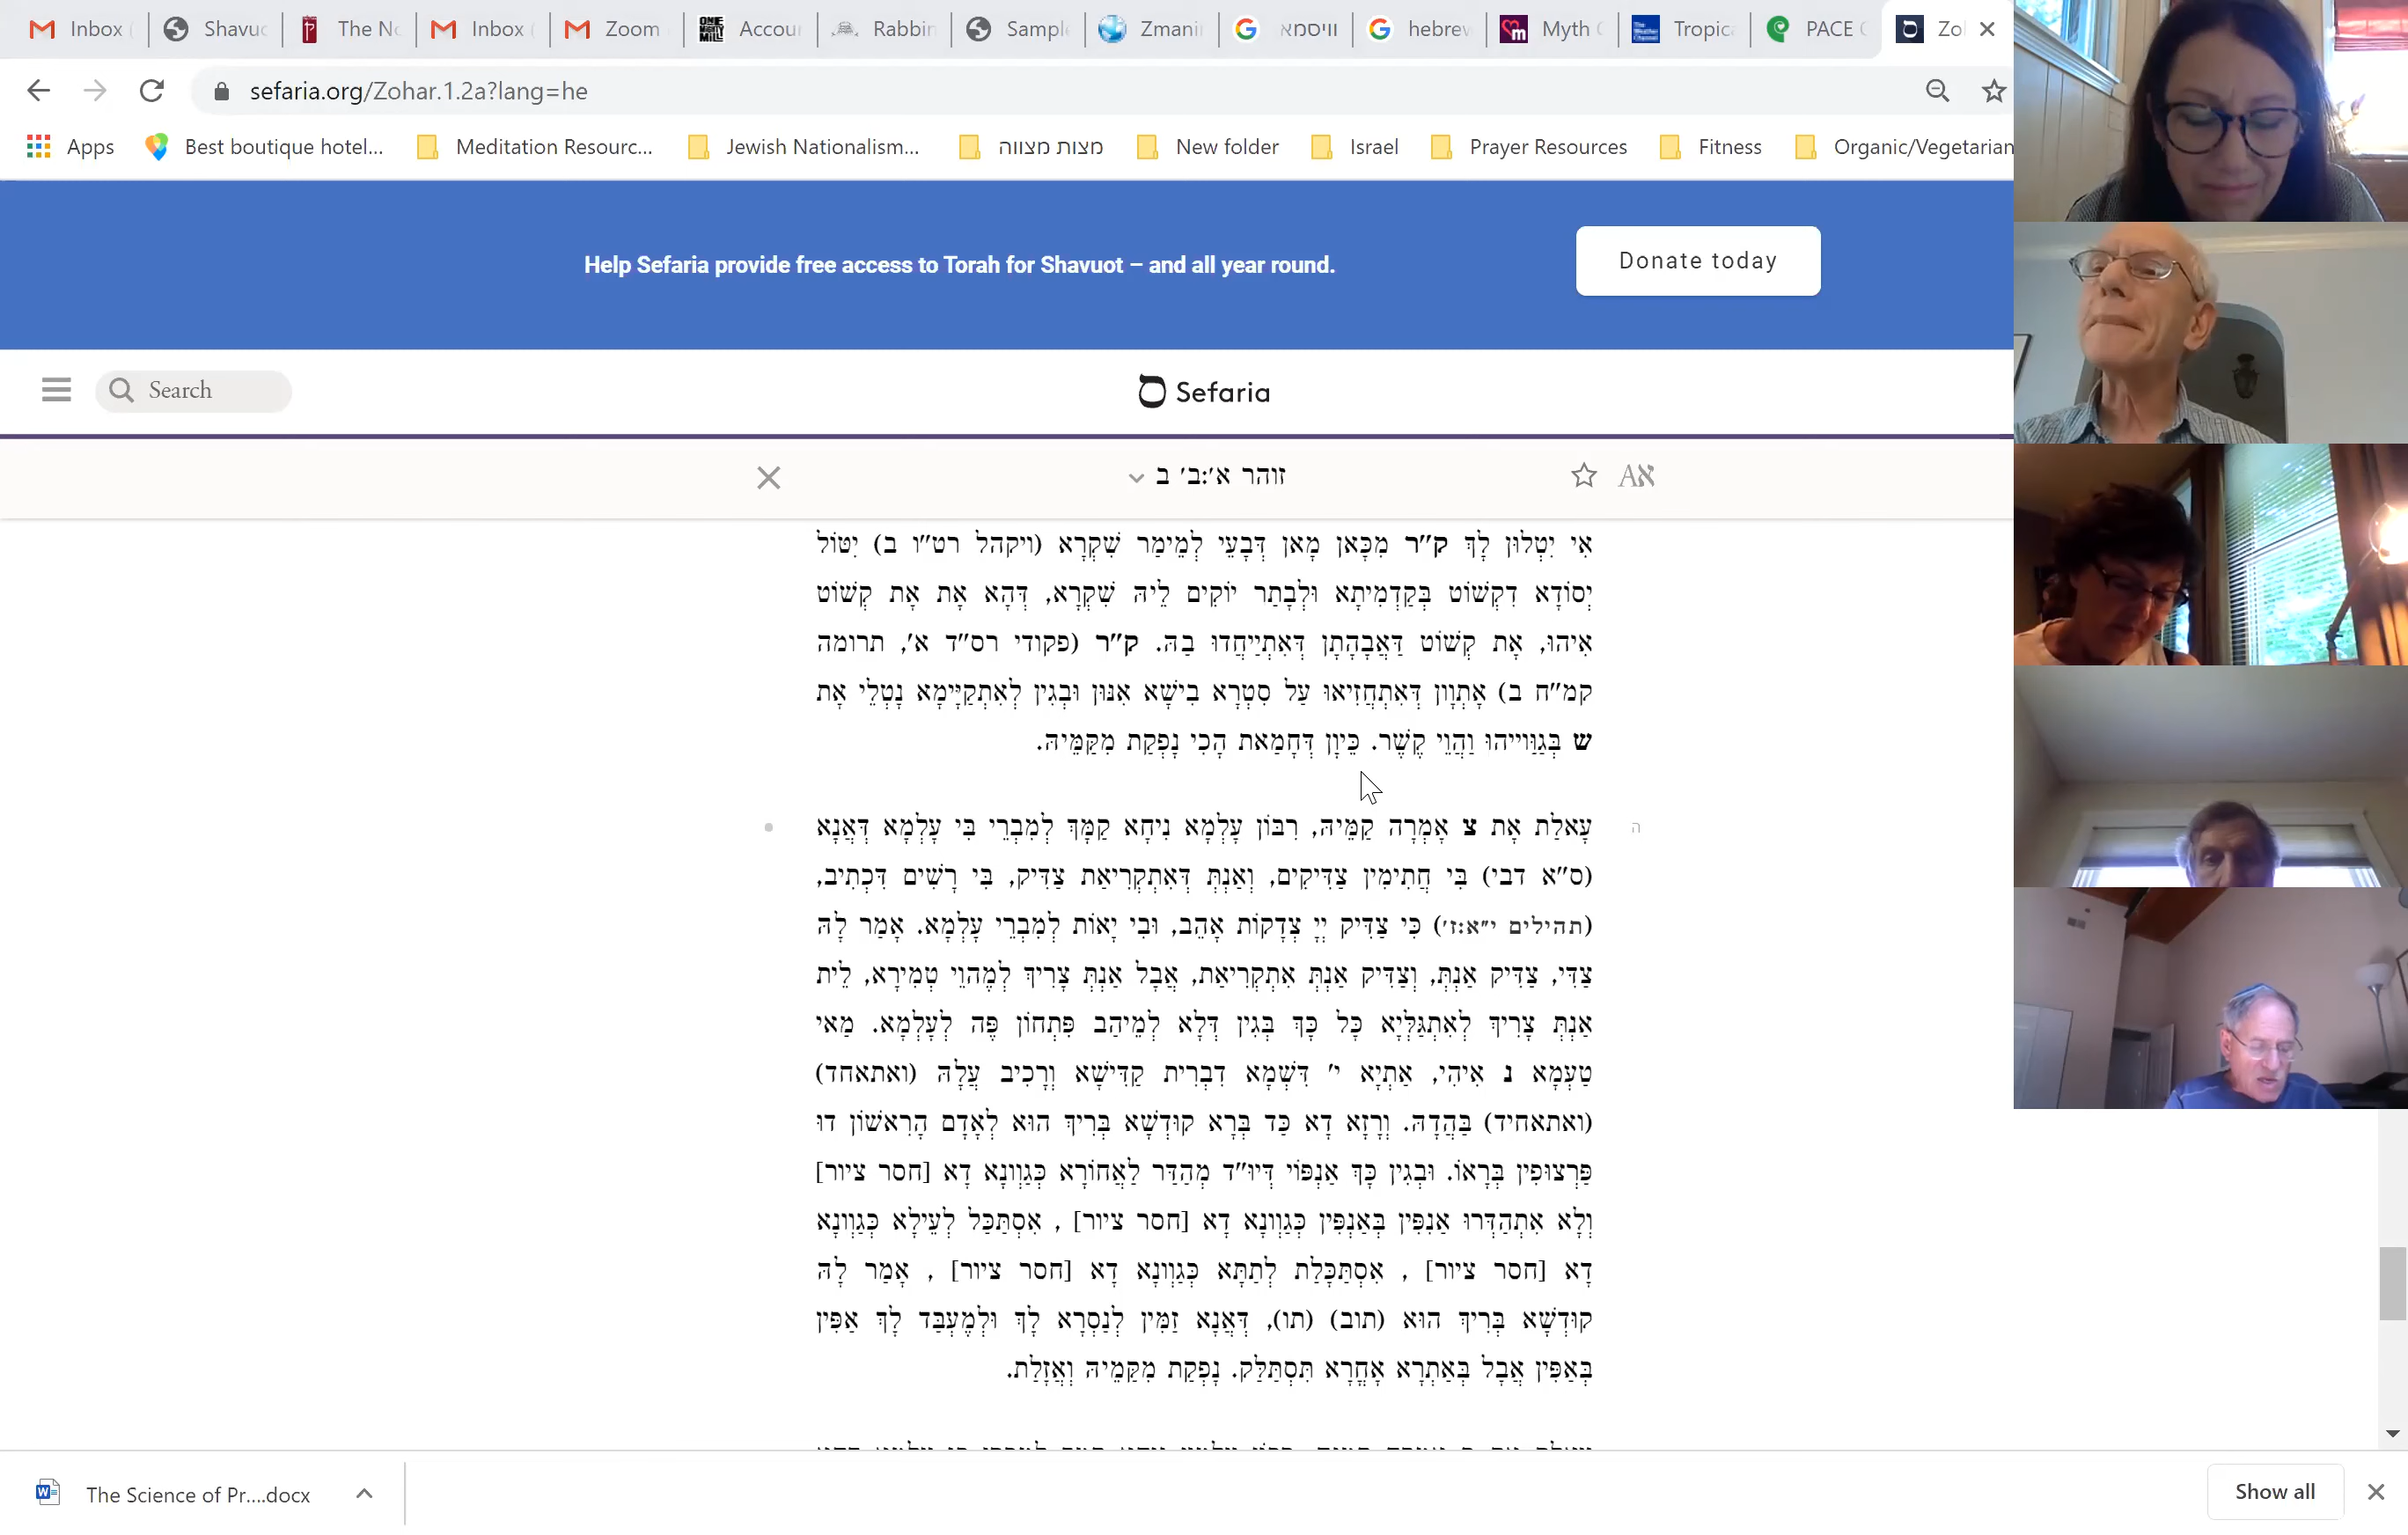 Inbox
Shavuo
The No
Inbox
Zoom
Accour
Rabbin
Sampl
Zmani
וויסמא
hebrew
Myth
Tropic
PACE
Zo
sefaria.org/Zohar.1.2a?lang=he
Apps
Best boutique hotel...
Meditation Resourc...
Jewish Nationalism...
מצות מצווה
New folder
Israel
Prayer Resources
Fitness
Organic/Vegetarian
Help Sefaria provide free access to Torah for Shavuot – and all year round.
Donate today
Search
Sefaria
זוהר א׳:ב׳ ב
Aא
אִי יִטְלוּן לָךְ ק״ר מִכָּאן מָאן דְּבָעֵי לְמֵימַר שִׁקְרָא (ויקהל רט״ו ב) יִטּוֹל
יְסוֹדָא דִקְשׁוֹט בְּקַדְמִיתָא וּלְבָתַר יוֹקִים לֵיהּ שִׁקְרָא, דְּהָא אָת אָת קְשׁוֹט
אִיהוּ, אָת קְשׁוֹט דַּאֲבָהָתָן דְּאִתְיַיחֲדוּ בַּהּ. ק״ר (פקודי רס״ד א׳, תרומה
קמ״ח ב) אָתְוָון דְּאִתְחֲזִיאוּ עַל סִטְרָא בִישָׁא אִנּוּן וּבְגִין לְאִתְקַיְּימָא נָטְלֵי אָת
ש בְּגַוַּויְיהוּ וַהֲוֵי קֶשֶׁר. כֵּיוָן דְּחָמַאת הָכִי נָפְקַת מִקַּמֵּיהּ.
ה
עָאלַת אָת צ אָמְרָה קַמֵּיהּ, רִבּוֹן עָלְמָא נִיחָא קַמָּךְ לְמִבְרֵי בִּי עָלְמָא דְּאֲנָא
(ס״א דבי) בִּי חֲתִימִין צַדִּיקִים, וְאַנְתְּ דְּאִתְקְרִיאַת צַדִּיק, בִּי רָשִׁים דִּכְתִיב,
(תהילים י״א:ז׳) כִּי צַדִּיק יְיָ צְדָקוֹת אָהֵב, וּבִי יָאוֹת לְמִבְרֵי עָלְמָא. אָמַר לָהּ
צַדִּי, צַדִּיק אַנְתְּ, וְצַדִּיק אַנְתְּ אִתְקְרִיאַת, אֲבָל אַנְתְּ צָרִיךְ לְמֶהוֵי טְמִירָא, לֵית
אַנְתְּ צָרִיךְ לְאִתְגַּלְּיָא כָּל כָּךְ בְּגִין דְּלָא לְמֵיהַב פִּתְחוֹן פֶּה לְעָלְמָא. מַאי
טַעְמָא נ אִיהִי, אַתְיָא י׳ דִּשְׁמָא דִבְרִית קַדִּישָׁא וְרָכִיב עֲלָהּ (ואתאחד)
(ואתאחיד) בַּהֲדָהּ. וְרָזָא דָא כַּד בְּרָא קוּדְשָׁא בְּרִיךְ הוּא לְאָדָם הָרִאשׁוֹן דּוּ
פַּרְצוּפִין בְּרָאוֹ. וּבְגִין כָּךְ אַנְפּוֹי דְּיוּ״ד מְהַדַּר לַאֲחוֹרָא כְּגַוְונָא דָא [חסר ציור]
וְלָא אִתְהַדְּרוּ אַנְפִּין בְּאַנְפִּין כְּגַוְונָא דָא [חסר ציור] , אִסְתַּכַּל לְעֵילָא כְּגַוְונָא
דָא [חסר ציור] , אִסְתַּכָּלַת לְתַתָּא כְּגַוְונָא דָא [חסר ציור] , אָמַר לָהּ
קוּדְשָׁא בְּרִיךְ הוּא (תוב) (תו), דְּאֲנָא זַמִּין לְנַסְרָא לָךְ וּלְמֶעְבַּד לָךְ אַפִּין
בְּאַפִּין אֲבָל בְּאַתְרָא אָחֳרָא תִּסְתַּלַּק. נָפְקַת מִקַּמֵּיהּ וְאָזְלַת.
The Science of Pr....docx
Show all